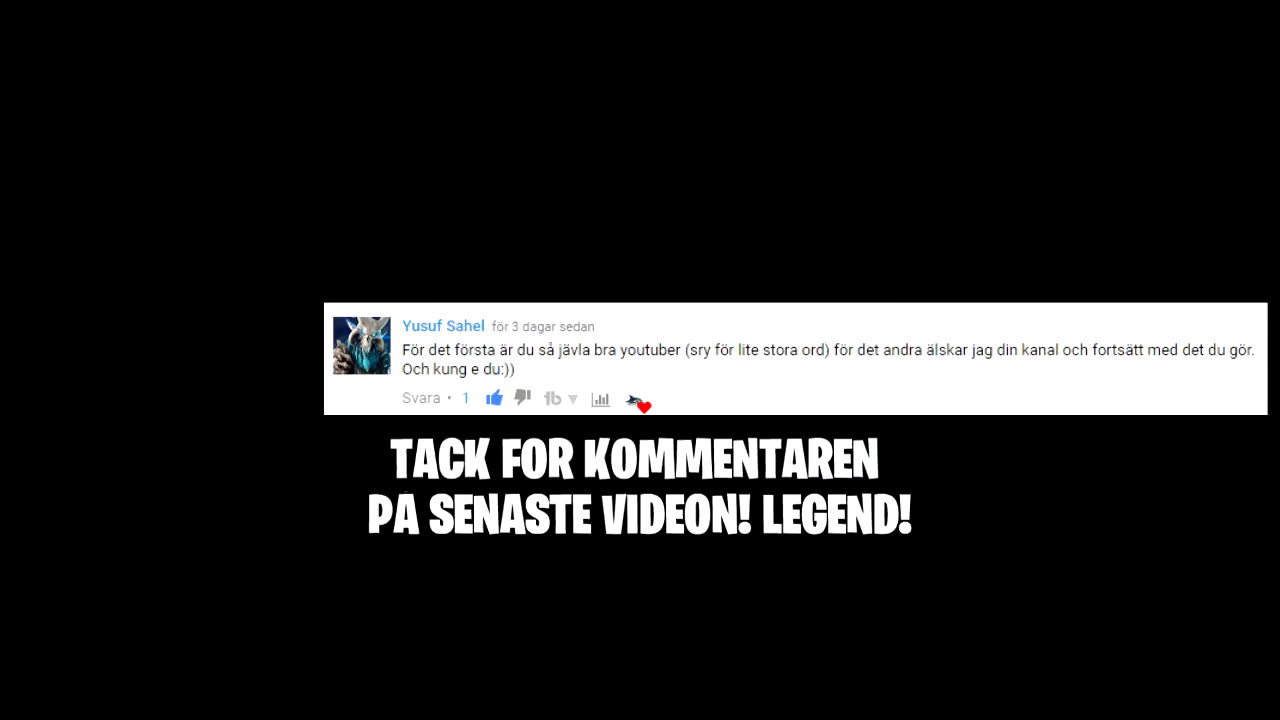 Yusuf Sahel för 3 dagar sedan
För det första är du så jävla bra youtuber (sry för lite stora ord) för det andra älskar jag din kanal och fortsätt med det du gör.
Och kung e du:))
Svara • 1
TACK FOR KOMMENTAREN
PÅ SENASTE VIDEON! LEGEND!